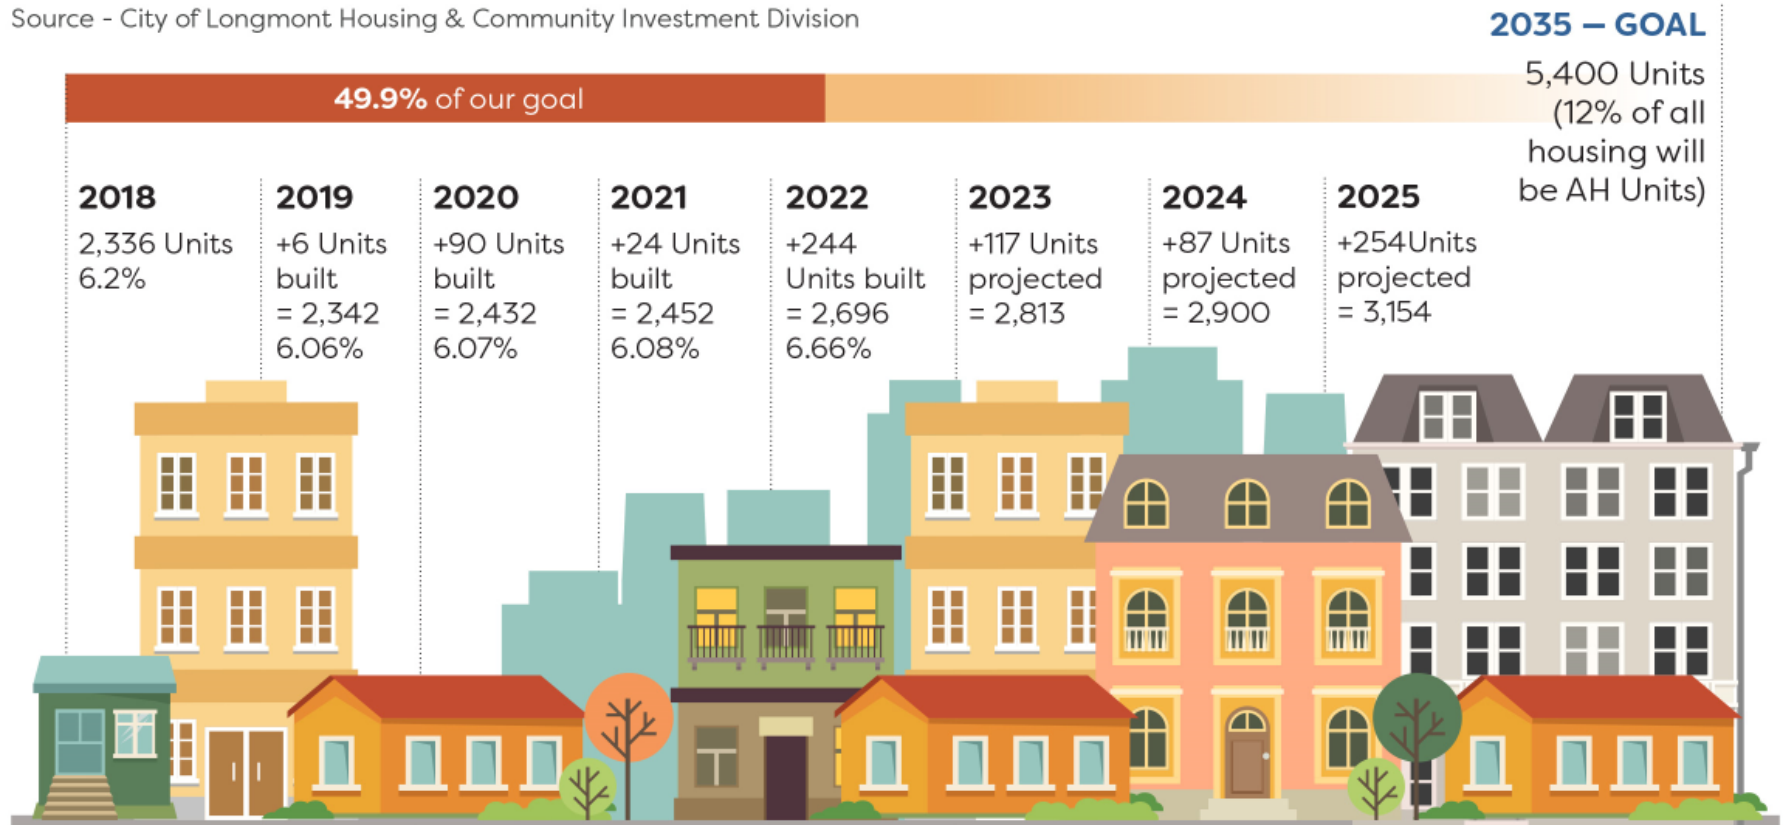 Source - City of Longmont Housing & Community Investment Division
2035 – GOAL
5,400 Units
(12% of all
housing will
be AH Units)
49.9% of our goal
2018
2,336 Units
6.2%
2019
+6 Units
built
= 2,342
6.06%
2020
+90 Units
built
= 2,432
6.07%
2021
+24 Units
built
= 2,452
6.08%
2022
+244
Units built
= 2,696
6.66%
2023
+117 Units
projected
= 2,813
2024
+87 Units
projected
= 2,900
2025
+254Units
projected
= 3,154